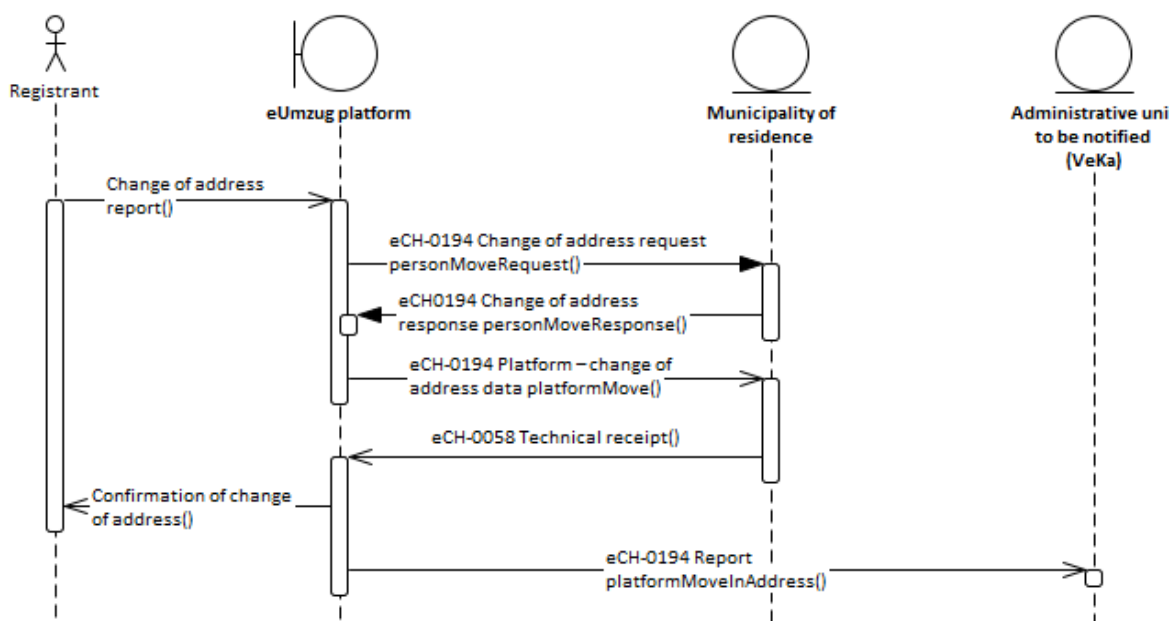 Registrant
eUmzug platform
Municipality of
residence
Administrative uni
to be notified
(VeKa)
Change of address
report()
eCH-0194 Change of address request
personMoveRequest()
eCH0194 Change of address
response personMoveResponse()
eCH-0194 Platform – change of
address data platformMove()
eCH-0058 Technical receipt()
Confirmation of change
of address()
eCH-0194 Report
platformMoveInAddress()